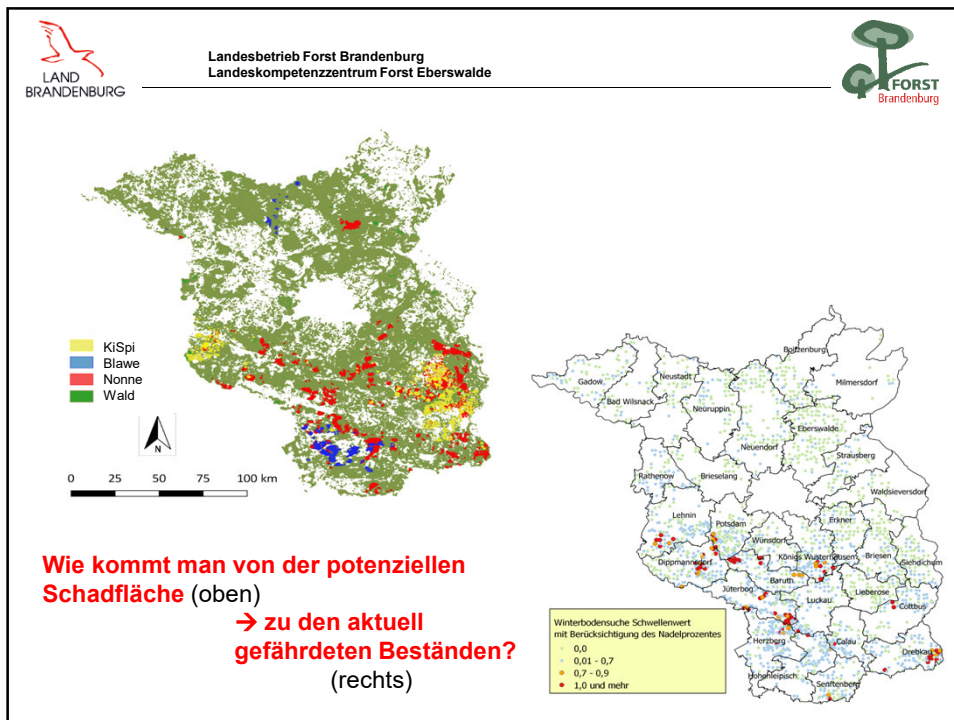 LAND
BRANDENBURG
Landesbetrieb Forst Brandenburg
Landeskompetenzzentrum Forst Eberswalde
FORST
Brandenburg
KiSpi
Blawe
Nonne
Wald
N
0 25 50 75 100 km
Wie kommt man von der potenziellen
Schadfläche (oben)
→ zu den aktuell
gefährdeten Beständen?
(rechts)
Boitzenburg
Gadow
Neustadt
Milmersdorf
Bad Wilsnack
Neuruppin
Eberswalde
Neuendorf
Strausberg
Rathenow
Brieselang
Waldsieversdorf
Lehnin
Potsdam
Erkner
Wünsdorf
Königs Wusterhausen
Briesen
Siehdichum
Dippmannsdorf
Baruth
Jüterbog
Luckau
Lieberose
Cottbus
Herzberg
Calau
Drebkau
Hohenleipisch
Senftenberg
Winterbodensuche Schwellenwert
mit Berücksichtigung des Nadelprozentes
0,0
0,01 - 0,7
0,7 - 0,9
1,0 und mehr